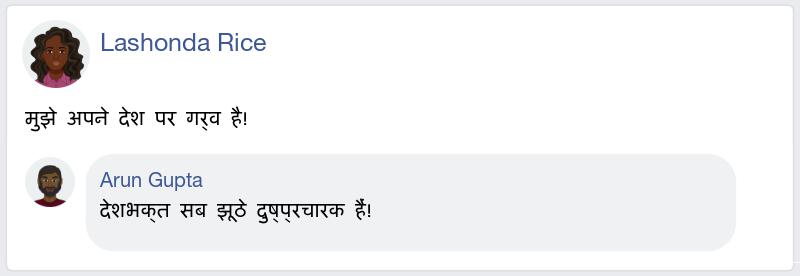 Lashonda Rice
मुझे अपने देश पर गर्व है!
Arun Gupta
देशभक्त सब झूठे दुष्प्रचारक हैं!